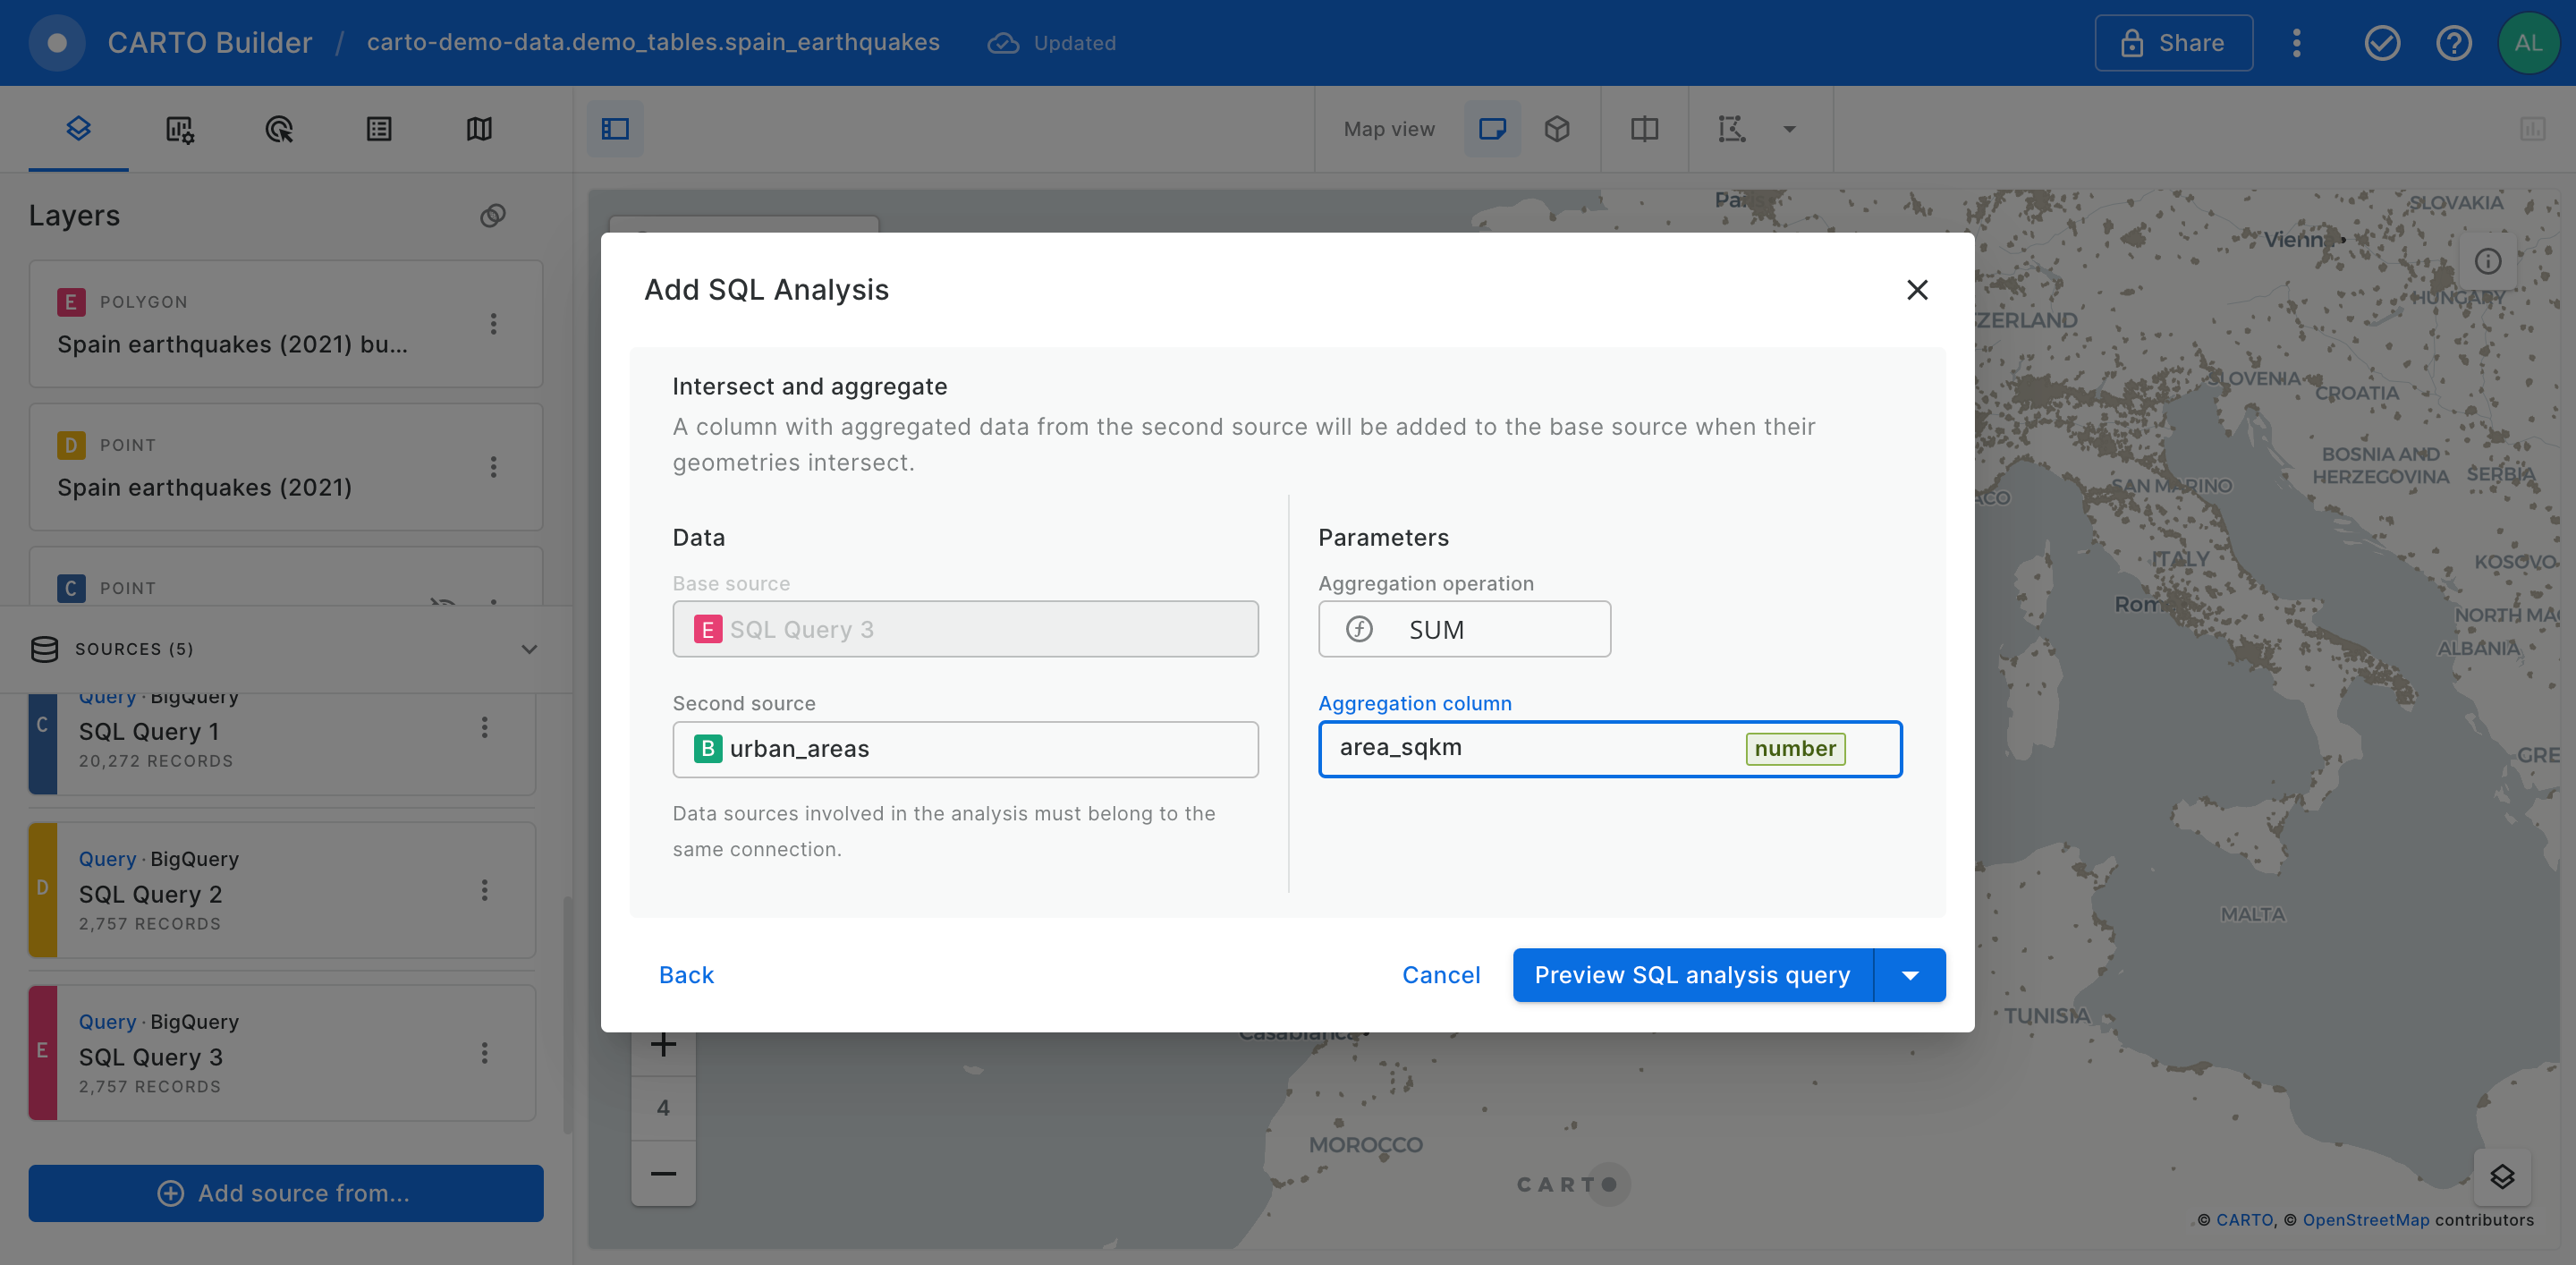 CARTO Builder / carto-demo-data.demo_tables.spain_earthquakes Updated Share AL
Map view
Layers
E POLYGON
Spain earthquakes (2021) bu...
D POINT
Spain earthquakes (2021)
C POINT
SOURCES (5)
C
Query · BigQuery
SQL Query 1
20,272 RECORDS
D
Query · BigQuery
SQL Query 2
2,757 RECORDS
E
Query · BigQuery
SQL Query 3
2,757 RECORDS
Add source from...
Add SQL Analysis
Intersect and aggregate
A column with aggregated data from the second source will be added to the base source when their
geometries intersect.
Data
Base source
E SQL Query 3
Second source
B urban_areas
Data sources involved in the analysis must belong to the
same connection.
Parameters
Aggregation operation
SUM
Aggregation column
area_sqkm number
Back
Cancel
Preview SQL analysis query
Paris
SLOVAKIA
Vienna
HUNGARY
SLOVENIA
CROATIA
BOSNIA AND
HERZEGOVINA
SERBIA
SAN MARINO
ITALY
KOSOVO
Rom
NORTH MAC
ALBANIA
GRE
MALTA
TUNISIA
Casablanca
MOROCCO
4
CARTO
© CARTO, © OpenStreetMap contributors